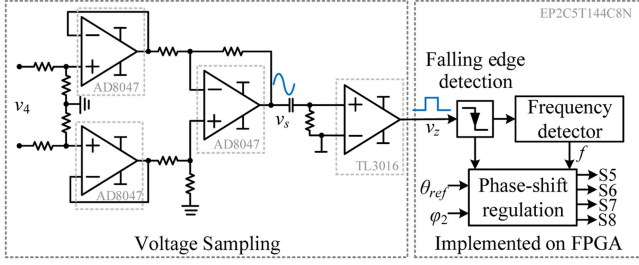 EP2C5T144C8N
Falling edge
detection
AD8047
v4
AD8047
vs
vz
Frequency
detector
AD8047
TL3016
f
θref
φ2
Phase-shift
regulation
S5
S6
S7
S8
Voltage Sampling
Implemented on FPGA